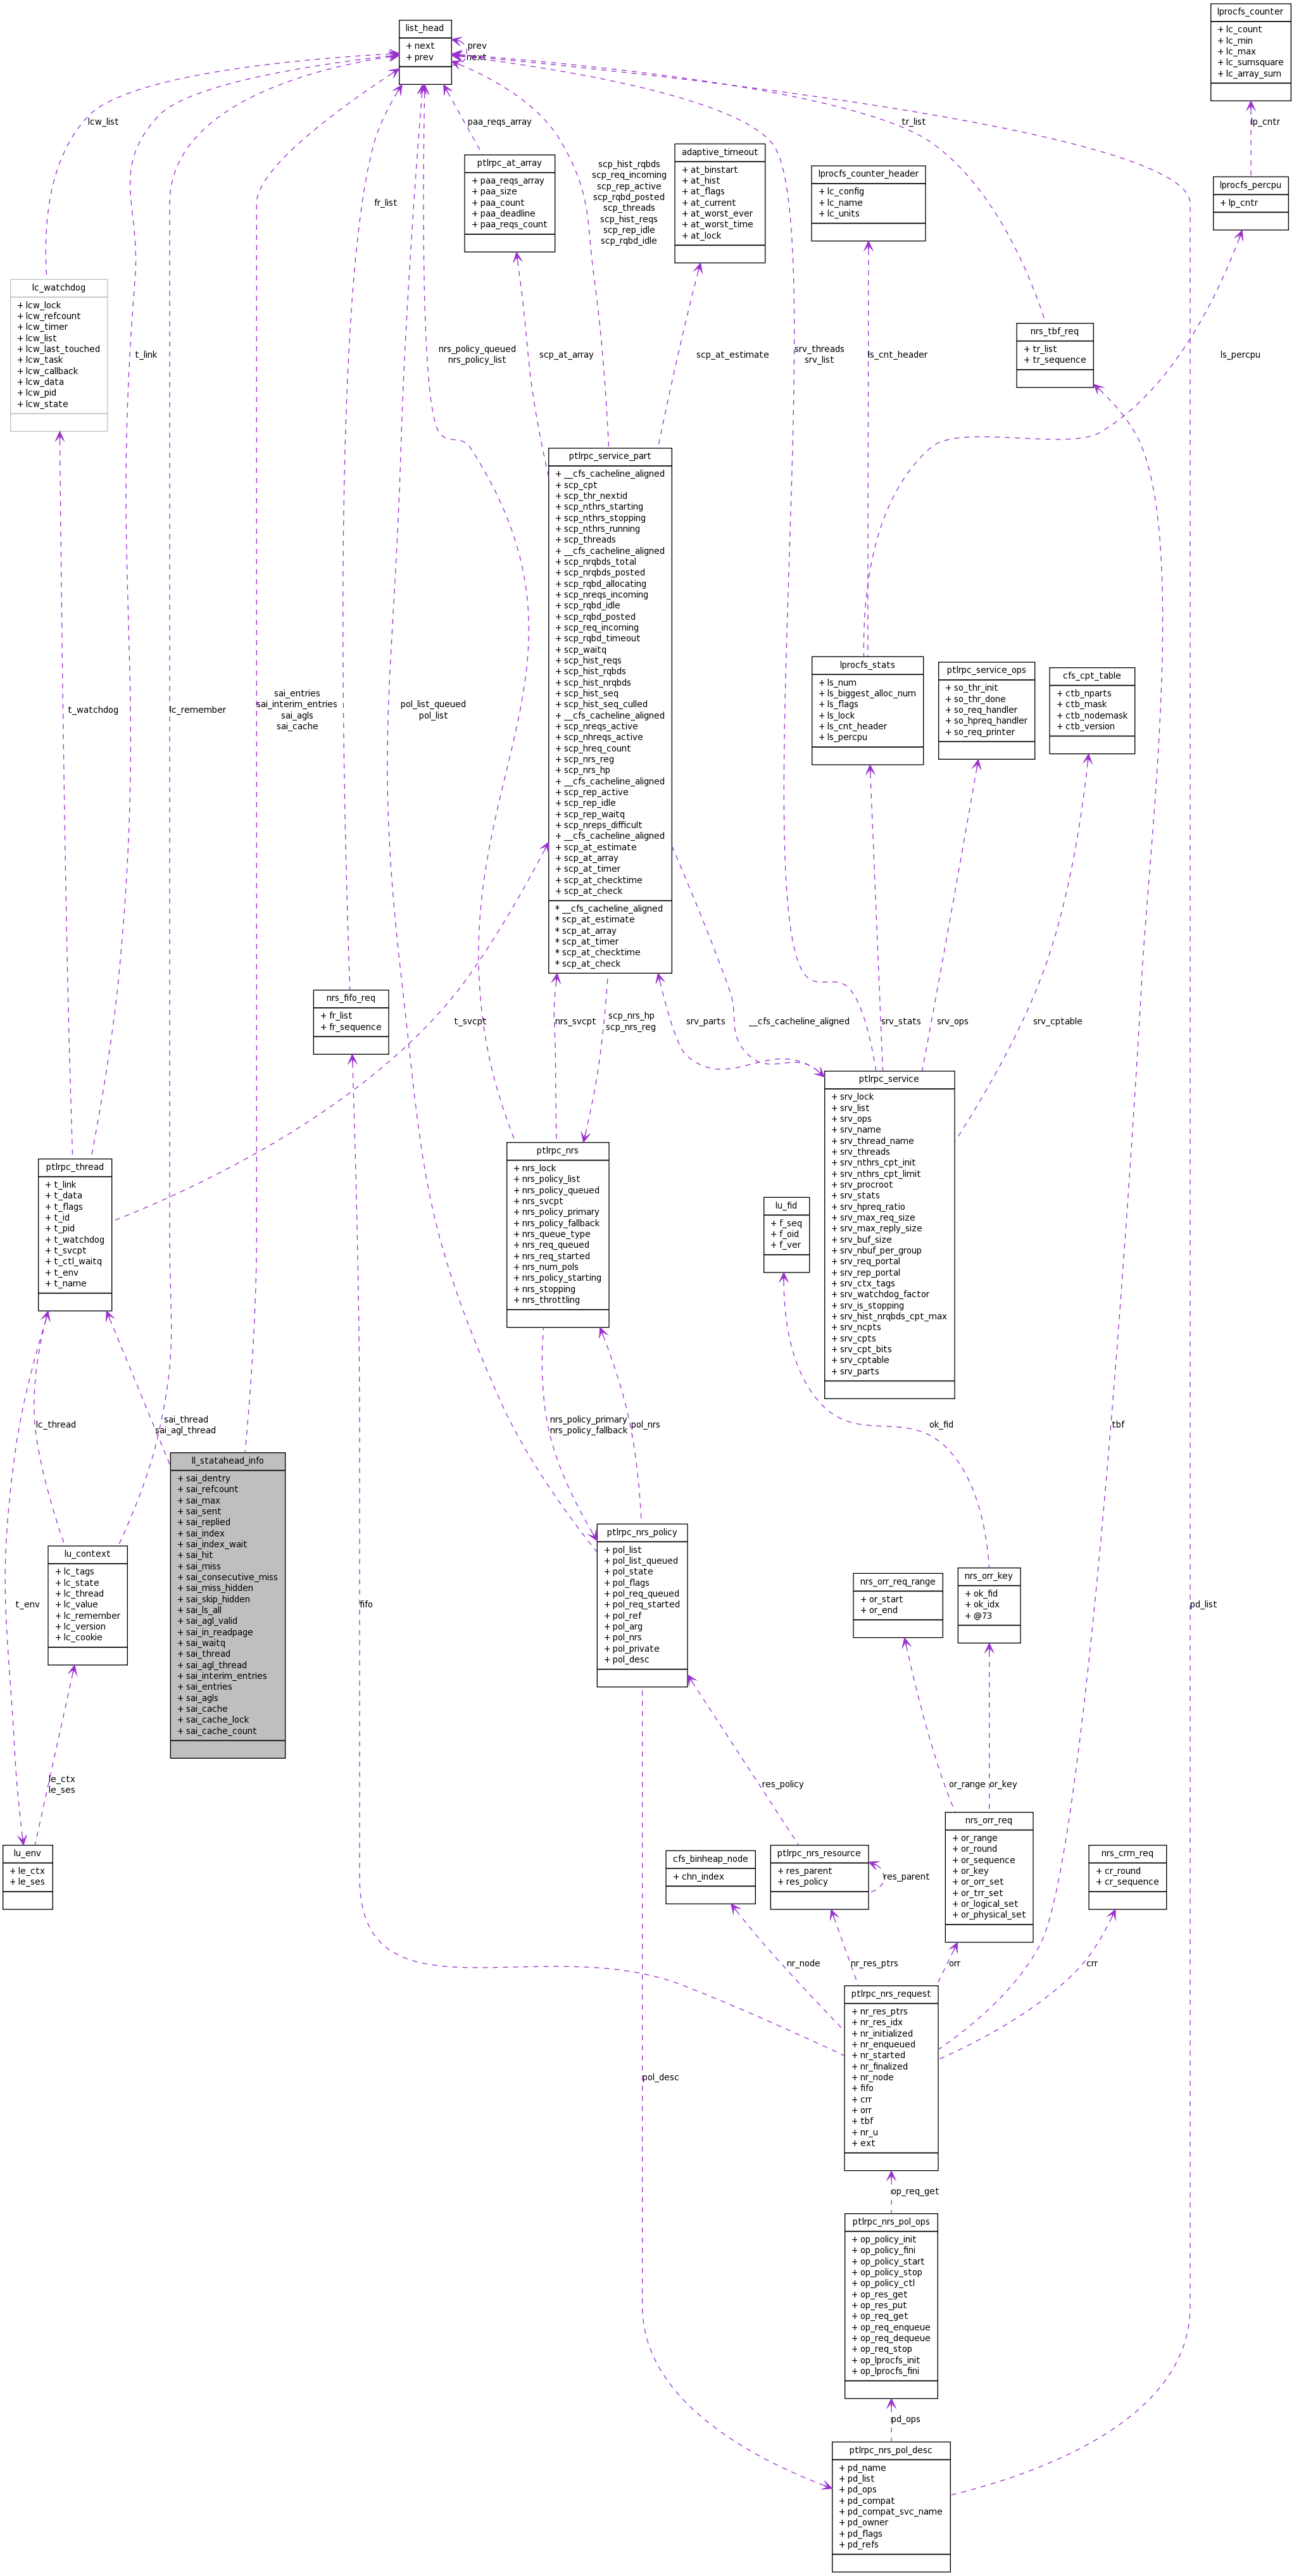 list_head
+ next
+ prev
prev
next
lprocfs_counter
+ lc_count
+ lc_min
+ lc_max
+ lc_sumsquare
+ lc_array_sum
lcw_list
paa_reqs_array
tr_list
lp_cntr
ptlrpc_at_array
+ paa_reqs_array
+ paa_size
+ paa_count
+ paa_deadline
+ paa_reqs_count
scp_hist_rqbds
scp_req_incoming
scp_rep_active
scp_rqbd_posted
scp_threads
scp_hist_reqs
scp_rep_idle
scp_rqbd_idle
adaptive_timeout
+ at_binstart
+ at_hist
+ at_flags
+ at_current
+ at_worst_ever
+ at_worst_time
+ at_lock
lprocfs_counter_header
+ lc_config
+ lc_name
+ lc_units
lprocfs_percpu
+ lp_cntr
fr_list
lc_watchdog
+ lcw_lock
+ lcw_refcount
+ lcw_timer
+ lcw_list
+ lcw_last_touched
+ lcw_task
+ lcw_callback
+ lcw_data
+ lcw_pid
+ lcw_state
t_link
nrs_policy_queued
nrs_policy_list
scp_at_array
scp_at_estimate
srv_threads
srv_list
ls_cnt_header
nrs_tbf_req
+ tr_list
+ tr_sequence
ls_percpu
ptlrpc_service_part
+ __cfs_cacheline_aligned
+ scp_cpt
+ scp_thr_nextid
+ scp_nthrs_starting
+ scp_nthrs_stopping
+ scp_nthrs_running
+ scp_threads
+ __cfs_cacheline_aligned
+ scp_nrqbds_total
+ scp_nrqbds_posted
+ scp_rqbd_allocating
+ scp_nreqs_incoming
+ scp_rqbd_idle
+ scp_rqbd_posted
+ scp_req_incoming
+ scp_rqbd_timeout
+ scp_waitq
+ scp_hist_reqs
+ scp_hist_rqbds
+ scp_hist_nrqbds
+ scp_hist_seq
+ scp_hist_seq_culled
+ __cfs_cacheline_aligned
+ scp_nreqs_active
+ scp_nhreqs_active
+ scp_hreq_count
+ scp_nrs_reg
+ scp_nrs_hp
+ __cfs_cacheline_aligned
+ scp_rep_active
+ scp_rep_idle
+ scp_rep_waitq
+ scp_nreps_difficult
+ __cfs_cacheline_aligned
+ scp_at_estimate
+ scp_at_array
+ scp_at_timer
+ scp_at_checktime
+ scp_at_check
* __cfs_cacheline_aligned
* scp_at_estimate
* scp_at_array
* scp_at_timer
* scp_at_checktime
* scp_at_check
t_watchdog
lc_remember
sai_entries
sai_interim_entries
sai_agls
sai_cache
pol_list_queued
pol_list
lprocfs_stats
+ ls_num
+ ls_biggest_alloc_num
+ ls_flags
+ ls_lock
+ ls_cnt_header
+ ls_percpu
ptlrpc_service_ops
+ so_thr_init
+ so_thr_done
+ so_req_handler
+ so_hpreq_handler
+ so_req_printer
cfs_cpt_table
+ ctb_nparts
+ ctb_mask
+ ctb_nodemask
+ ctb_version
nrs_fifo_req
+ fr_list
+ fr_sequence
t_svcpt
nrs_svcpt
scp_nrs_hp
scp_nrs_reg
srv_parts
__cfs_cacheline_aligned
srv_stats
srv_ops
srv_cptable
ptlrpc_service
+ srv_lock
+ srv_list
+ srv_ops
+ srv_name
+ srv_thread_name
+ srv_threads
+ srv_nthrs_cpt_init
+ srv_nthrs_cpt_limit
+ srv_procroot
+ srv_stats
+ srv_hpreq_ratio
+ srv_max_req_size
+ srv_max_reply_size
+ srv_buf_size
+ srv_nbuf_per_group
+ srv_req_portal
+ srv_rep_portal
+ srv_ctx_tags
+ srv_watchdog_factor
+ srv_is_stopping
+ srv_hist_nrqbds_cpt_max
+ srv_ncpts
+ srv_cpts
+ srv_cpt_bits
+ srv_cptable
+ srv_parts
ptlrpc_thread
+ t_link
+ t_data
+ t_flags
+ t_id
+ t_pid
+ t_watchdog
+ t_svcpt
+ t_ctl_waitq
+ t_env
+ t_name
ptlrpc_nrs
+ nrs_lock
+ nrs_policy_list
+ nrs_policy_queued
+ nrs_svcpt
+ nrs_policy_primary
+ nrs_policy_fallback
+ nrs_queue_type
+ nrs_req_queued
+ nrs_req_started
+ nrs_num_pols
+ nrs_policy_starting
+ nrs_stopping
+ nrs_throttling
lu_fid
+ f_seq
+ f_oid
+ f_ver
lc_thread
sai_thread
sai_agl_thread
nrs_policy_primary
nrs_policy_fallback
pol_nrs
ok_fid
tbf
ll_statahead_info
+ sai_dentry
+ sai_refcount
+ sai_max
+ sai_sent
+ sai_replied
+ sai_index
+ sai_index_wait
+ sai_hit
+ sai_miss
+ sai_consecutive_miss
+ sai_miss_hidden
+ sai_skip_hidden
+ sai_ls_all
+ sai_agl_valid
+ sai_in_readpage
+ sai_waitq
+ sai_thread
+ sai_agl_thread
+ sai_interim_entries
+ sai_entries
+ sai_agls
+ sai_cache
+ sai_cache_lock
+ sai_cache_count
lu_context
+ lc_tags
+ lc_state
+ lc_thread
+ lc_value
+ lc_remember
+ lc_version
+ lc_cookie
t_env
fifo
ptlrpc_nrs_policy
+ pol_list
+ pol_list_queued
+ pol_state
+ pol_flags
+ pol_req_queued
+ pol_req_started
+ pol_ref
+ pol_arg
+ pol_nrs
+ pol_private
+ pol_desc
nrs_orr_req_range
+ or_start
+ or_end
nrs_orr_key
+ ok_fid
+ ok_idx
+ @73
pd_list
le_ctx
le_ses
res_policy
or_range
or_key
lu_env
+ le_ctx
+ le_ses
cfs_binheap_node
+ chn_index
ptlrpc_nrs_resource
+ res_parent
+ res_policy
res_parent
nrs_orr_req
+ or_range
+ or_round
+ or_sequence
+ or_key
+ or_orr_set
+ or_trr_set
+ or_logical_set
+ or_physical_set
nrs_crrn_req
+ cr_round
+ cr_sequence
nr_node
nr_res_ptrs
orr
crr
ptlrpc_nrs_request
+ nr_res_ptrs
+ nr_res_idx
+ nr_initialized
+ nr_enqueued
+ nr_started
+ nr_finalized
+ nr_node
+ fifo
+ crr
+ orr
+ tbf
+ nr_u
+ ext
pol_desc
op_req_get
ptlrpc_nrs_pol_ops
+ op_policy_init
+ op_policy_fini
+ op_policy_start
+ op_policy_stop
+ op_policy_ctl
+ op_res_get
+ op_res_put
+ op_req_get
+ op_req_enqueue
+ op_req_dequeue
+ op_req_stop
+ op_lprocfs_init
+ op_lprocfs_fini
pd_ops
ptlrpc_nrs_pol_desc
+ pd_name
+ pd_list
+ pd_ops
+ pd_compat
+ pd_compat_svc_name
+ pd_owner
+ pd_flags
+ pd_refs